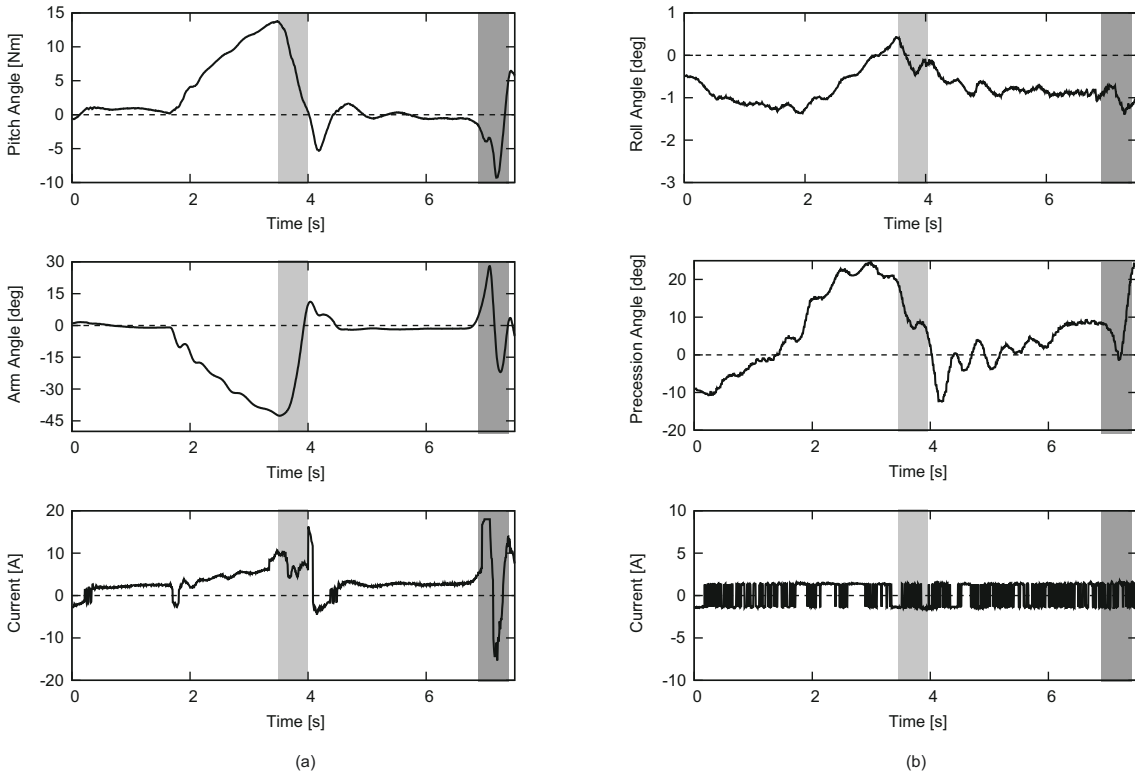 15
10
5
0
-5
-10
Pitch Angle [Nm]
0 2 4 6
Time [s]
30
15
0
-15
-30
-45
Arm Angle [deg]
0 2 4 6
Time [s]
20
10
0
-10
-20
Current [A]
0 2 4 6
Time [s]
(a)
1
0
-1
-2
-3
Roll Angle [deg]
0 2 4 6
Time [s]
20
10
0
-10
-20
Precession Angle [deg]
0 2 4 6
Time [s]
10
5
0
-5
-10
Current [A]
0 2 4 6
Time [s]
(b)